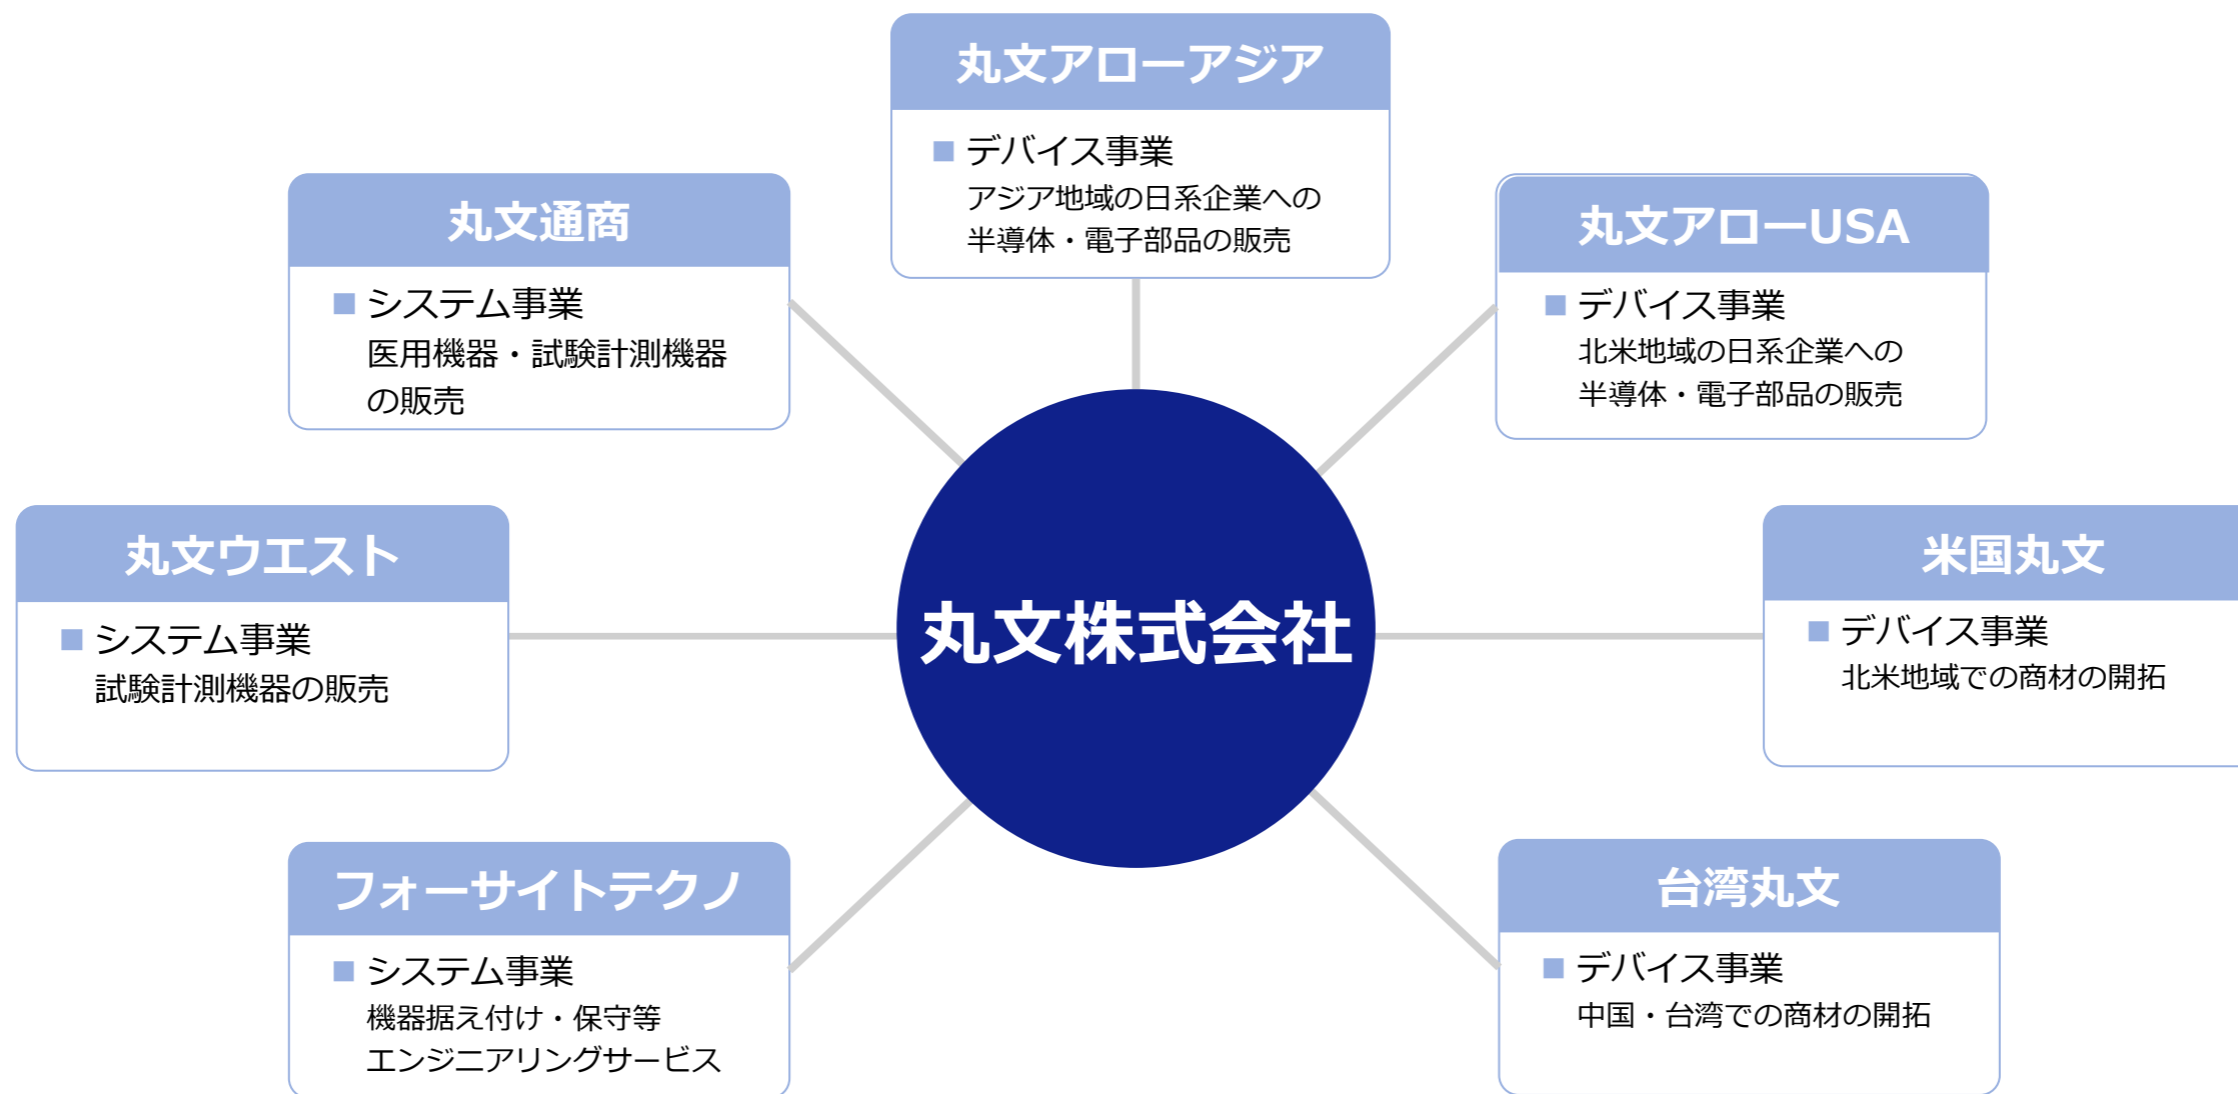 丸文アローアジア
■ デバイス事業
アジア地域の日系企業への
半導体・電子部品の販売
丸文通商
■ システム事業
医用機器・試験計測機器
の販売
丸文アローUSA
■ デバイス事業
北米地域の日系企業への
半導体・電子部品の販売
丸文ウエスト
■ システム事業
試験計測機器の販売
丸文株式会社
米国丸文
■ デバイス事業
北米地域での商材の開拓
フォーサイトテクノ
■ システム事業
機器据え付け・保守等
エンジニアリングサービス
台湾丸文
■ デバイス事業
中国・台湾での商材の開拓